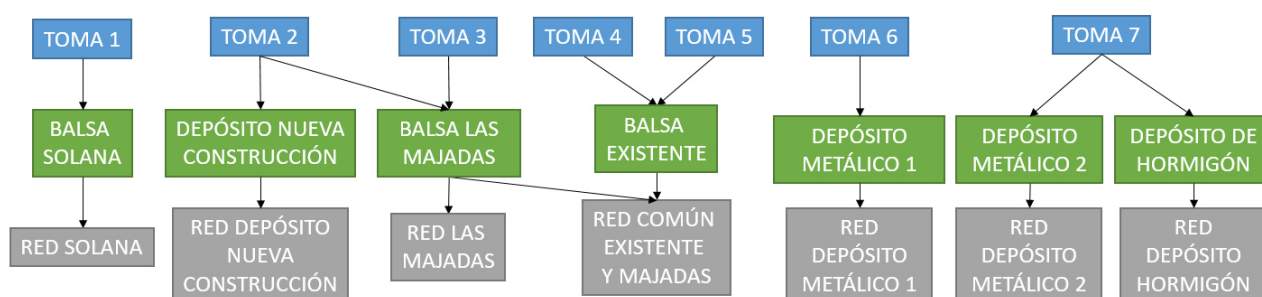 TOMA 1
TOMA 2
TOMA 3
TOMA 4
TOMA 5
TOMA 6
TOMA 7
BALSA
SOLANA
DEPÓSITO NUEVA
CONSTRUCCIÓN
BALSA LAS
MAJADAS
BALSA
EXISTENTE
DEPÓSITO
METÁLICO 1
DEPÓSITO
METÁLICO 2
DEPÓSITO DE
HORMIGÓN
RED SOLANA
RED DEPÓSITO
NUEVA
CONSTRUCCIÓN
RED LAS
MAJADAS
RED COMÚN
EXISTENTE
Y MAJADAS
RED
DEPÓSITO
METÁLICO 1
RED
DEPÓSITO
METÁLICO 2
RED
DEPÓSITO
HORMIGÓN